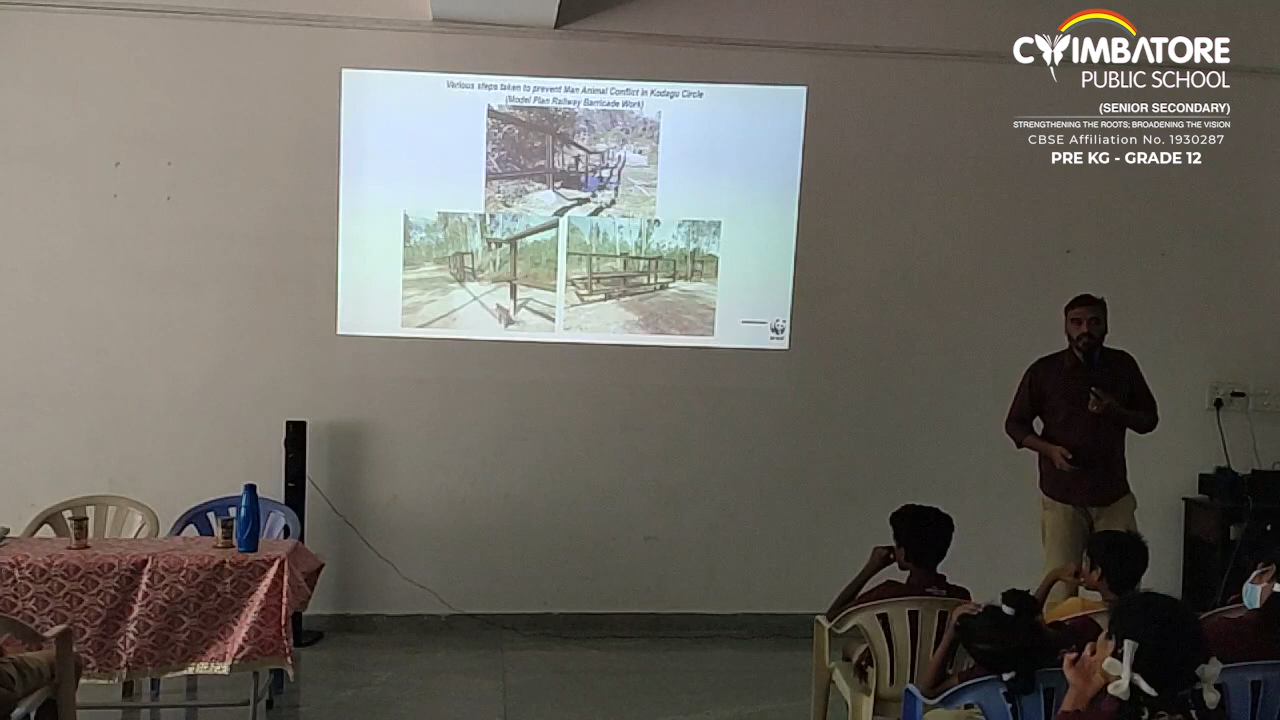 Various steps taken to prevent Man Animal Conflict in Kodagu Circle
(Model Plan Railway Barricade Work)
COIMBATORE
PUBLIC SCHOOL
(SENIOR SECONDARY)
STRENGTHENING THE ROOTS; BROADENING THE VISION
CBSE Affiliation No. 1930287
PRE KG - GRADE 12